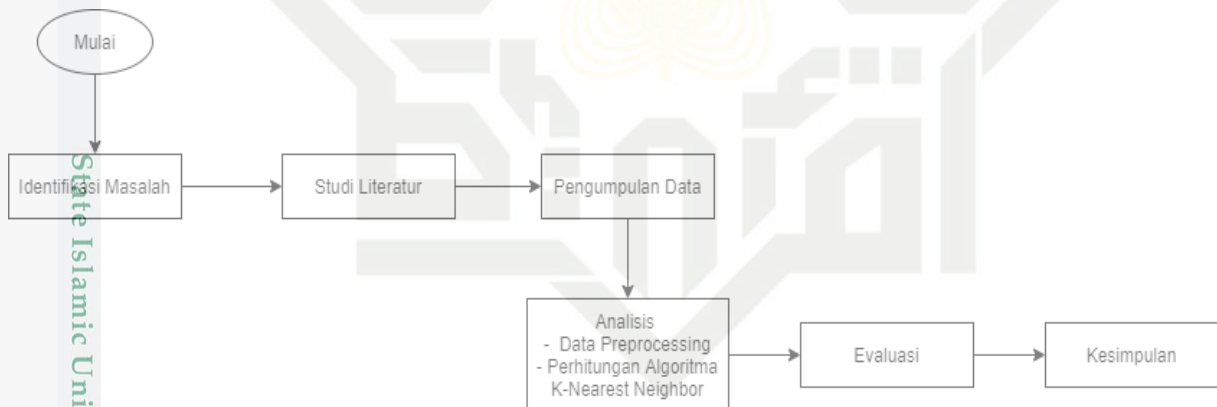 Mulai
Identifikasi Masalah
Studi Literatur
Pengumpulan Data
Analisis
- Data Preprocessing
- Perhitungan Algoritma
K-Nearest Neighbor
Evaluasi
Kesimpulan
State Islamic Uni